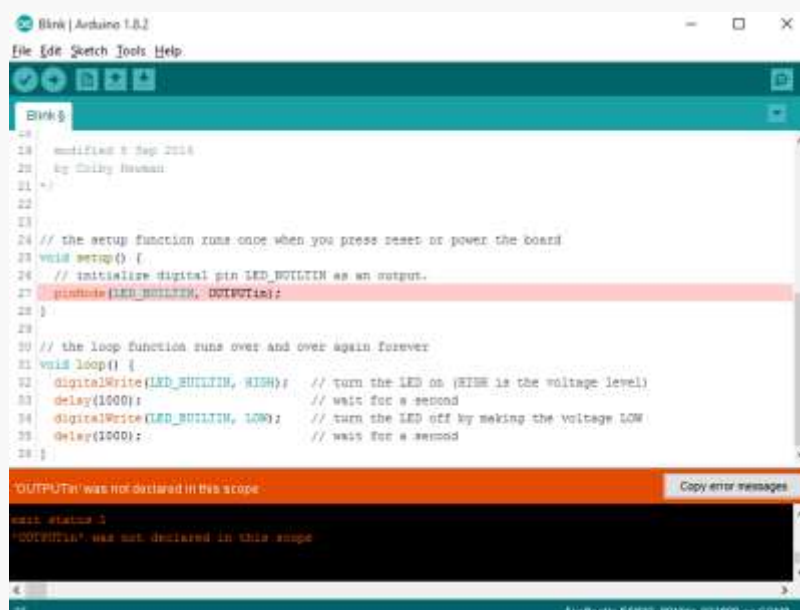 Blink | Arduino 1.8.2
File Edit Sketch Tools Help
Blink §
19 modified 8 Sep 2016
20 by Colby Newman
21 */
22
23
24 // the setup function runs once when you press reset or power the board
25 void setup() {
26 // initialize digital pin LED_BUILTIN as an output.
27 pinMode(LED_BUILTIN, OUTPUTin);
28 }
29
30 // the loop function runs over and over again forever
31 void loop() {
32 digitalWrite(LED_BUILTIN, HIGH); // turn the LED on (HIGH is the voltage level)
33 delay(1000); // wait for a second
34 digitalWrite(LED_BUILTIN, LOW); // turn the LED off by making the voltage LOW
35 delay(1000); // wait for a second
36 }
'OUTPUTin' was not declared in this scope
Copy error messages
exit status 1
'OUTPUTin' was not declared in this scope